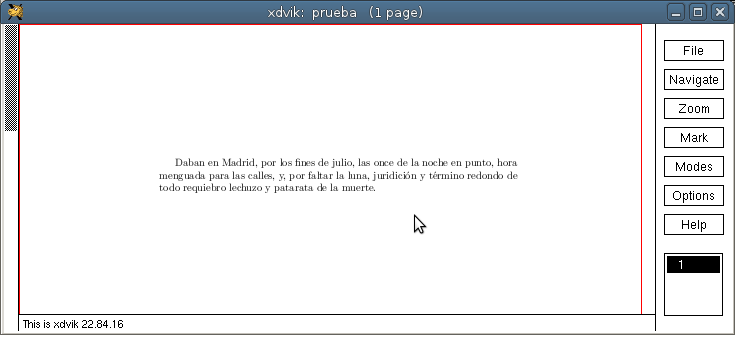 xdvik: prueba (1 page)
File
Navigate
Zoom
Mark
Modes
Options
Help
1
Daban en Madrid, por los fines de julio, las once de la noche en punto, hora
menguada para las calles, y, por faltar la luna, juridición y término redondo de
todo requiebro lechuzo y patarata de la muerte.
This is xdvik 22.84.16